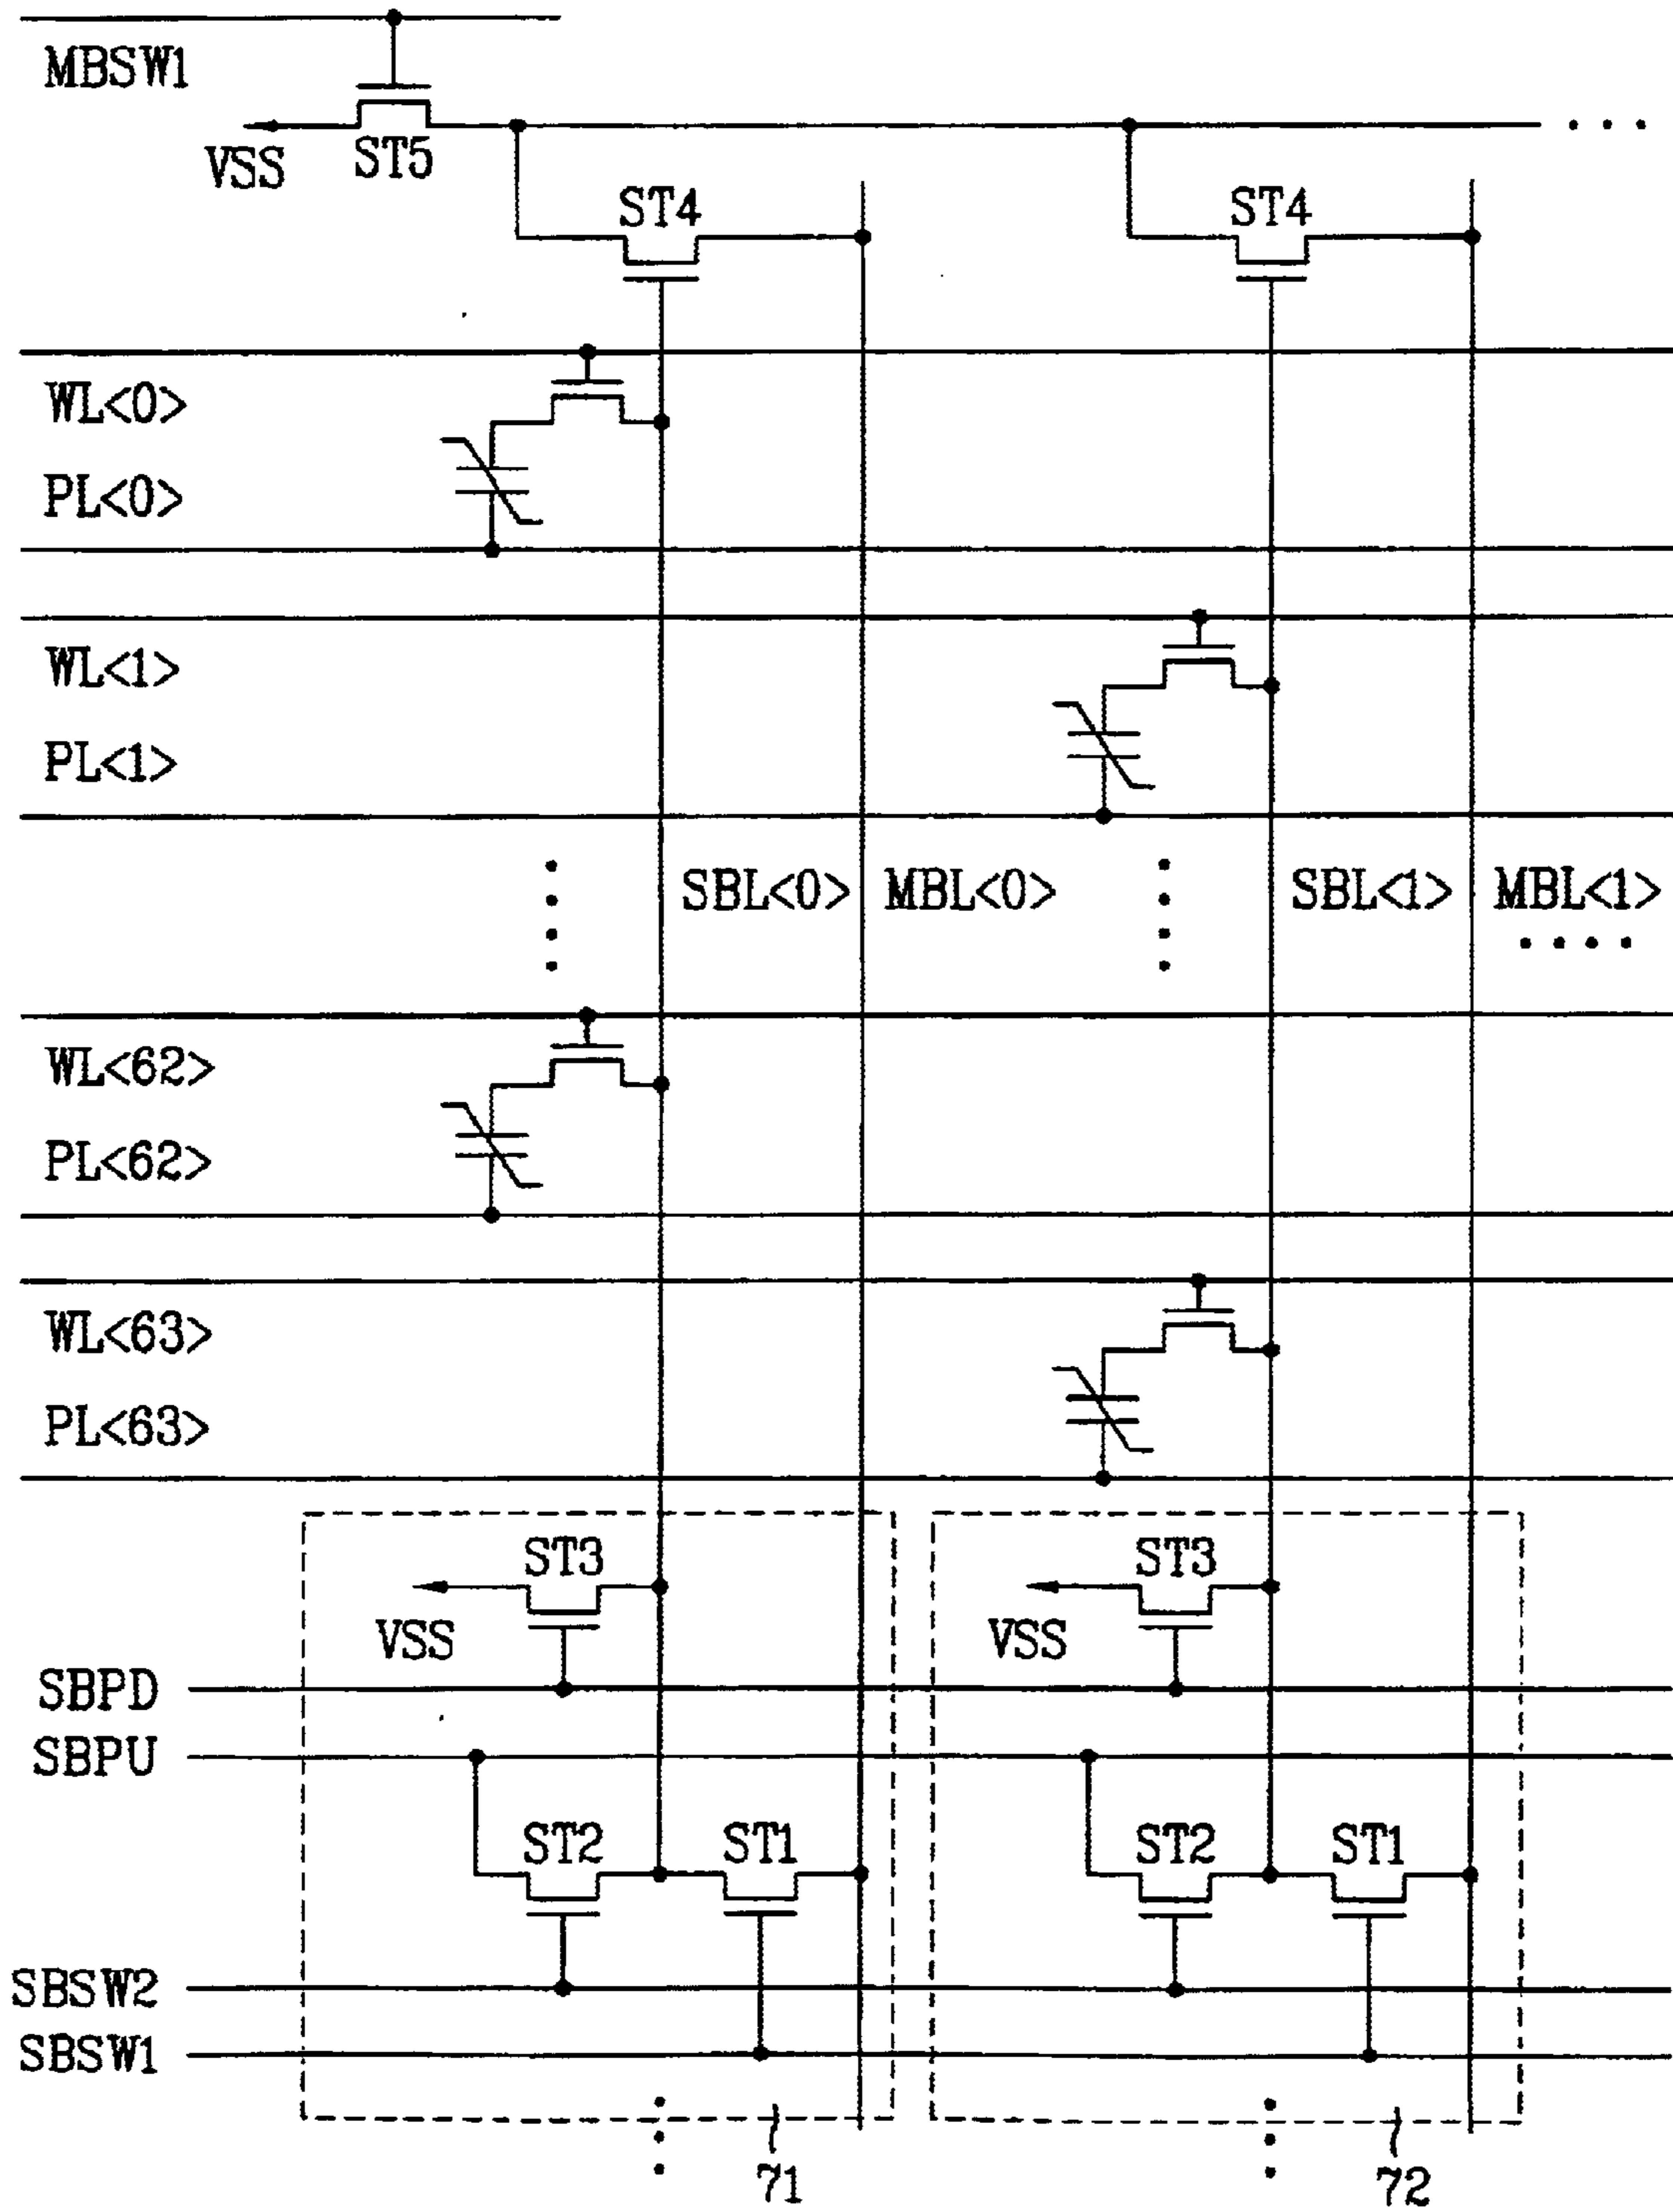 MBSW1
VSS
ST5
ST4
ST4
WL<0>
PL<0>
WL<1>
PL<1>
SBL<0>
MBL<0>
SBL<1>
MBL<1>
WL<62>
PL<62>
WL<63>
PL<63>
ST3
ST3
VSS
VSS
SBPD
SBPU
ST2
ST1
ST2
ST1
SBSW2
SBSW1
71
72